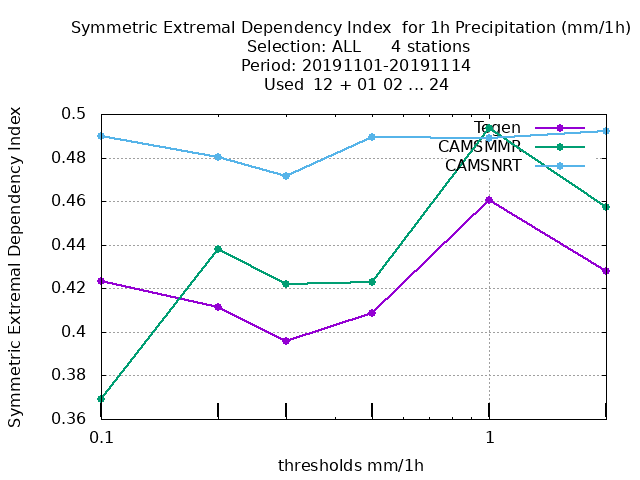 Symmetric Extremal Dependency Index  for 1h Precipitation (mm/1h)
Selection: ALL      4 stations
Period: 20191101-20191114
Used  12 + 01 02 ... 24
Symmetric Extremal Dependency Index
0.5
0.48
0.46
0.44
0.42
0.4
0.38
0.36
Tegen
CAMSMMR
CAMSNRT
0.1
1
thresholds mm/1h